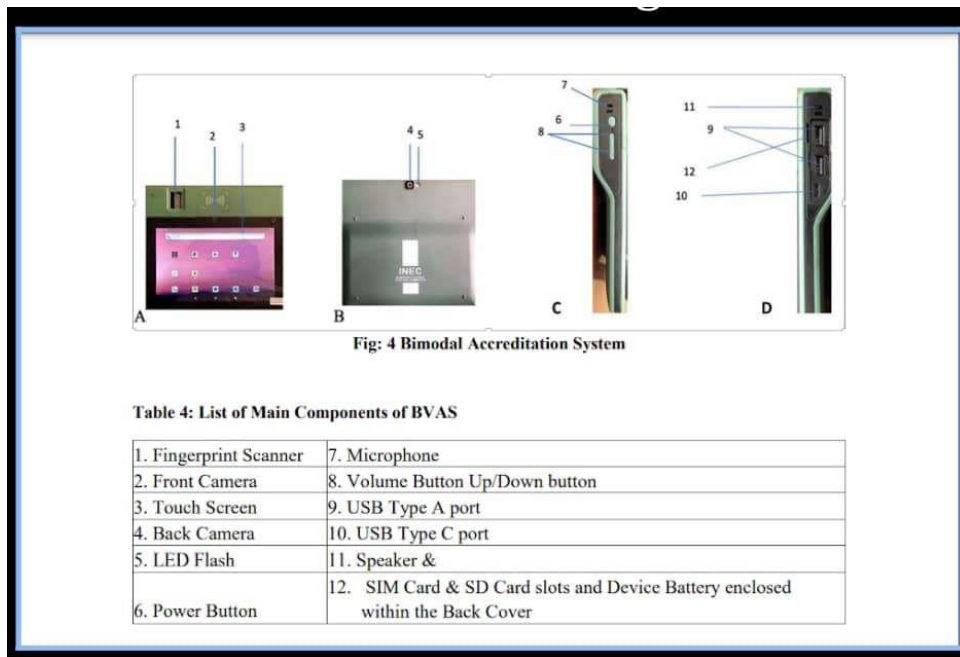 1
2
3
4
5
7
6
8
11
9
12
10
INEC
A
B
C
D
Fig: 4 Bimodal Accreditation System
Table 4: List of Main Components of BVAS
1. Fingerprint Scanner 7. Microphone
2. Front Camera 8. Volume Button Up/Down button
3. Touch Screen 9. USB Type A port
4. Back Camera 10. USB Type C port
5. LED Flash 11. Speaker &
12. SIM Card & SD Card slots and Device Battery enclosed
6. Power Button within the Back Cover